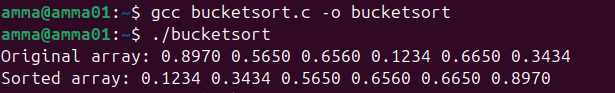 amma@amma01:~$ gcc bucketsort.c -o bucketsort
amma@amma01:~$ ./bucketsort
Original array: 0.8970 0.5650 0.6560 0.1234 0.6650 0.3434
Sorted array: 0.1234 0.3434 0.5650 0.6560 0.6650 0.8970